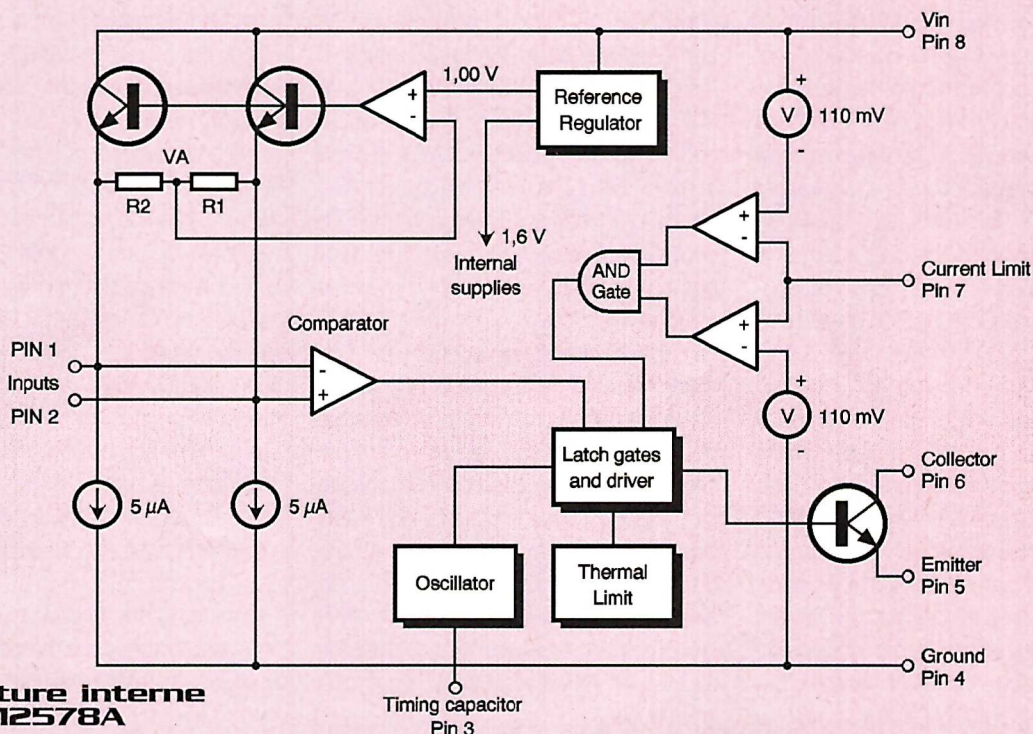 Vin
Pin 8
1,00 V
+
-
Reference
Regulator
+
V
110 mV
-
VA
R2
R1
1,6 V
Internal
supplies
+
-
AND
Gate
Current Limit
Pin 7
+
-
Comparator
PIN 1
Inputs
PIN 2
-
+
+
V
110 mV
-
Latch gates
and driver
Collector
Pin 6
5 µA
5 µA
Oscillator
Thermal
Limit
Emitter
Pin 5
Ground
Pin 4
Timing capacitor
Pin 3
ture interne
12578A